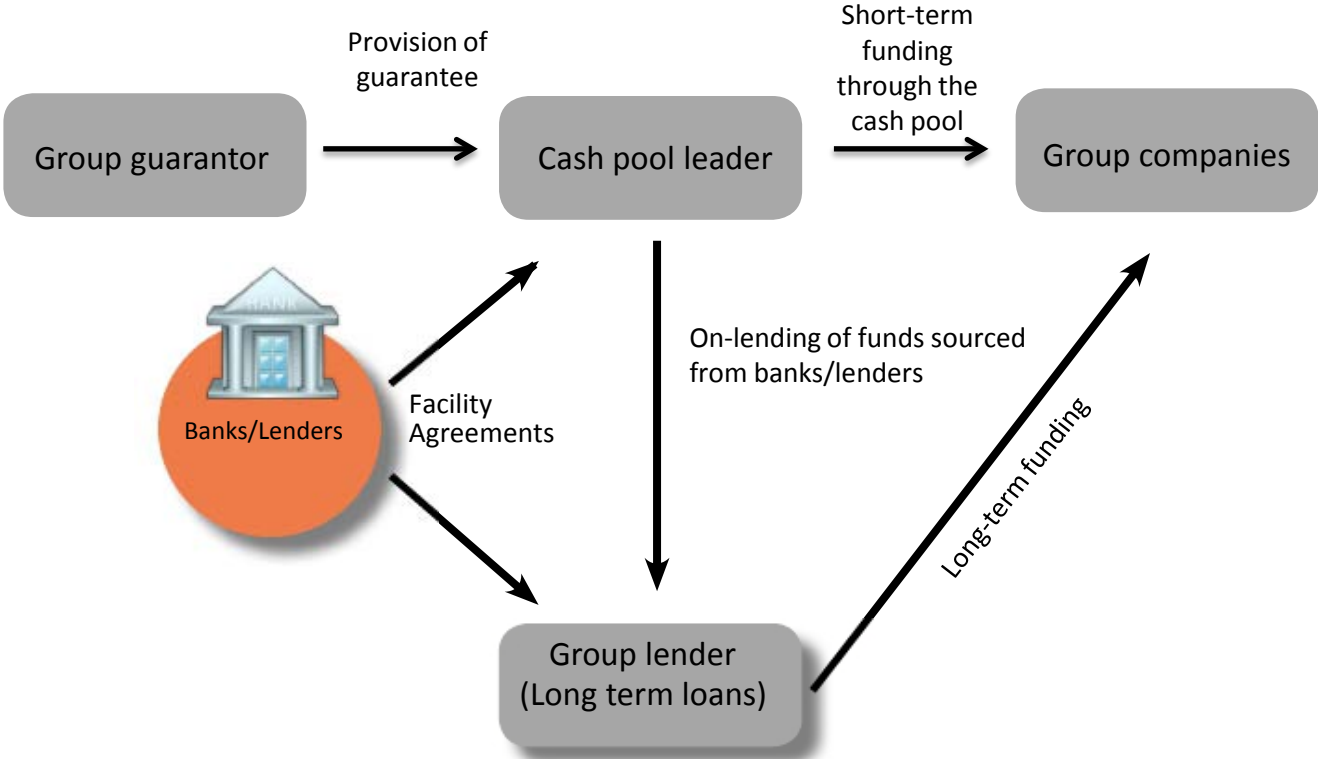 Provision of
guarantee
Short-term
funding
through the
cash pool
Group guarantor
Cash pool leader
Group companies
BANK
Banks/Lenders
Facility
Agreements
On-lending of funds sourced
from banks/lenders
Long-term funding
Group lender
(Long term loans)